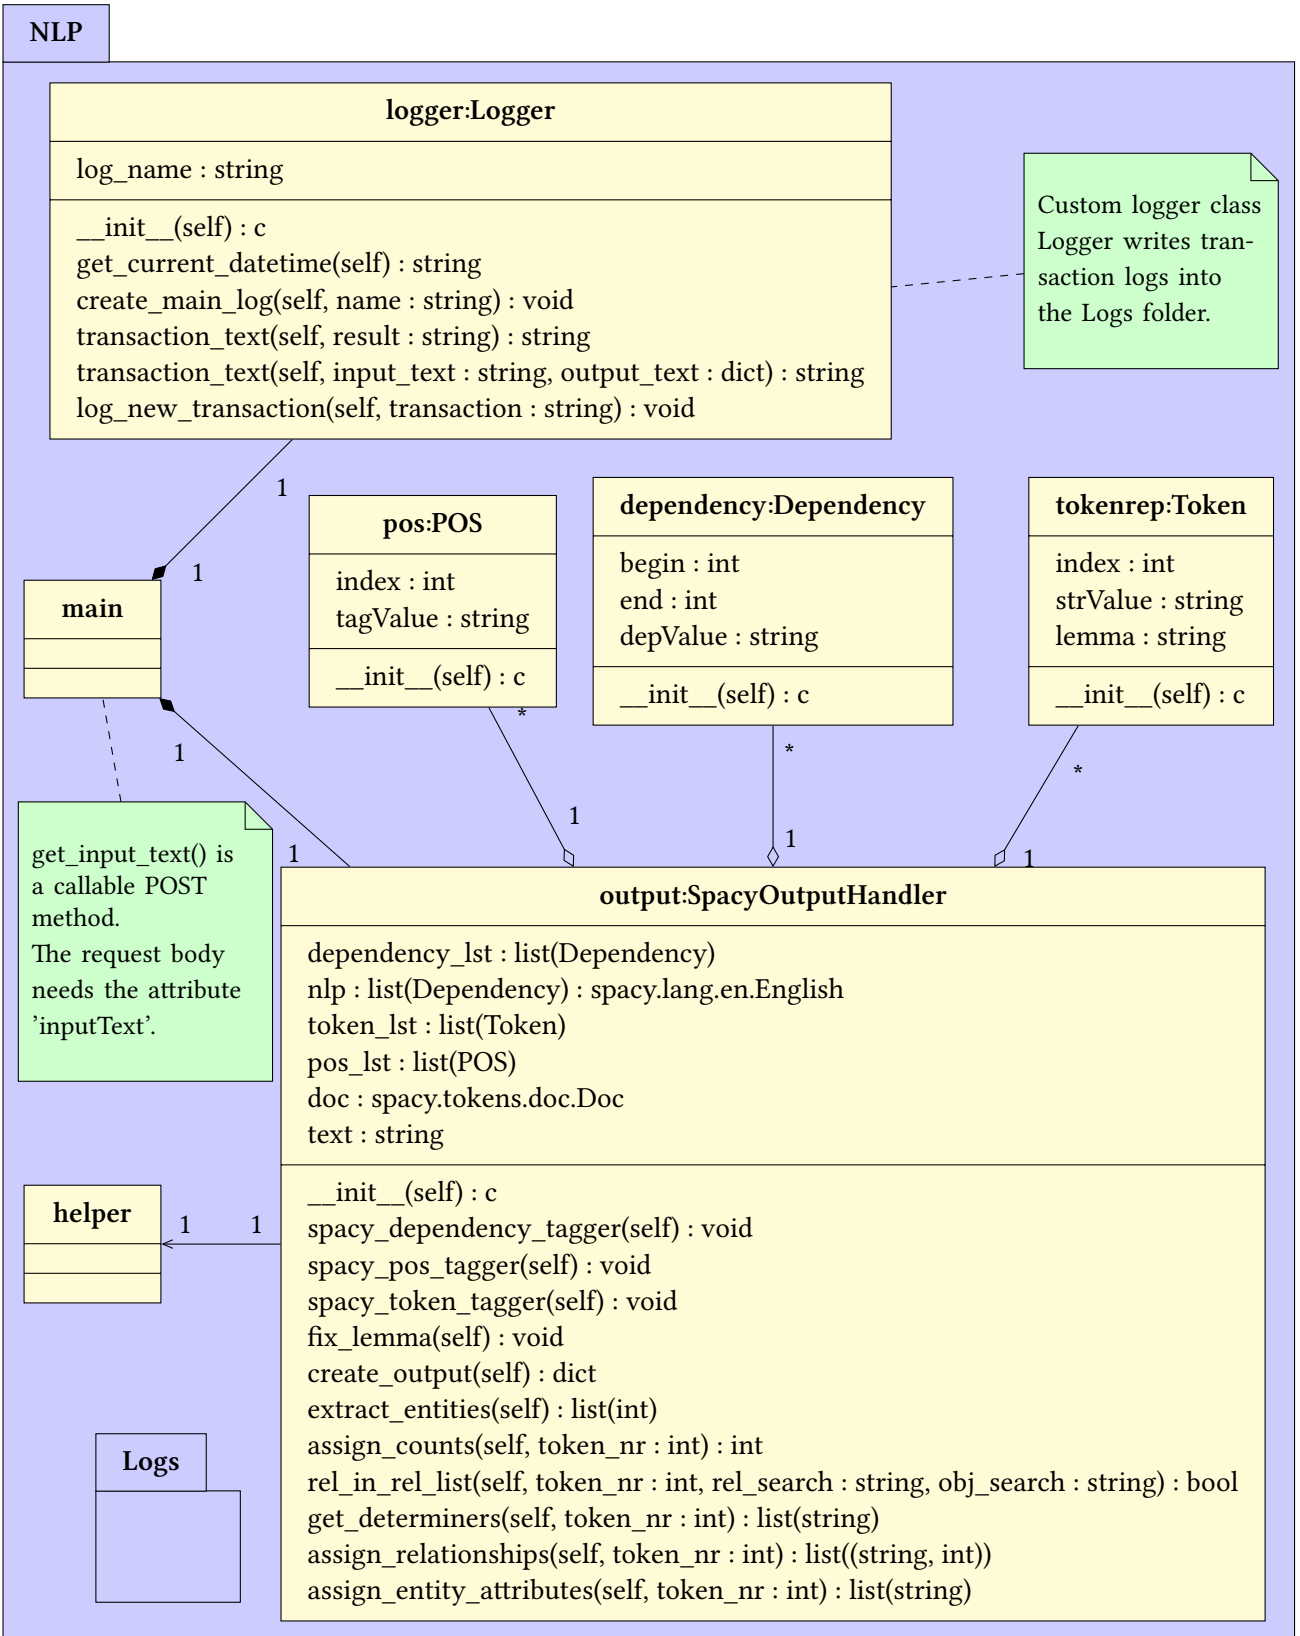 NLP
logger:Logger
log_name : string
__init__(self) : c
get_current_datetime(self) : string
create_main_log(self, name : string) : void
transaction_text(self, result : string) : string
transaction_text(self, input_text : string, output_text : dict) : string
log_new_transaction(self, transaction : string) : void
Custom logger class
Logger writes tran-
saction logs into
the Logs folder.
1
1
pos:POS
index : int
tagValue : string
__init__(self) : c
dependency:Dependency
begin : int
end : int
depValue : string
__init__(self) : c
tokenrep:Token
index : int
strValue : string
lemma : string
__init__(self) : c
main
*
*
*
1
1
1
1
1
get_input_text() is
a callable POST
method.
The request body
needs the attribute
'inputText'.
output:SpacyOutputHandler
dependency_lst : list(Dependency)
nlp : list(Dependency) : spacy.lang.en.English
token_lst : list(Token)
pos_lst : list(POS)
doc : spacy.tokens.doc.Doc
text : string
__init__(self) : c
spacy_dependency_tagger(self) : void
spacy_pos_tagger(self) : void
spacy_token_tagger(self) : void
fix_lemma(self) : void
create_output(self) : dict
extract_entities(self) : list(int)
assign_counts(self, token_nr : int) : int
rel_in_rel_list(self, token_nr : int, rel_search : string, obj_search : string) : bool
get_determiners(self, token_nr : int) : list(string)
assign_relationships(self, token_nr : int) : list((string, int))
assign_entity_attributes(self, token_nr : int) : list(string)
helper
1
1
Logs